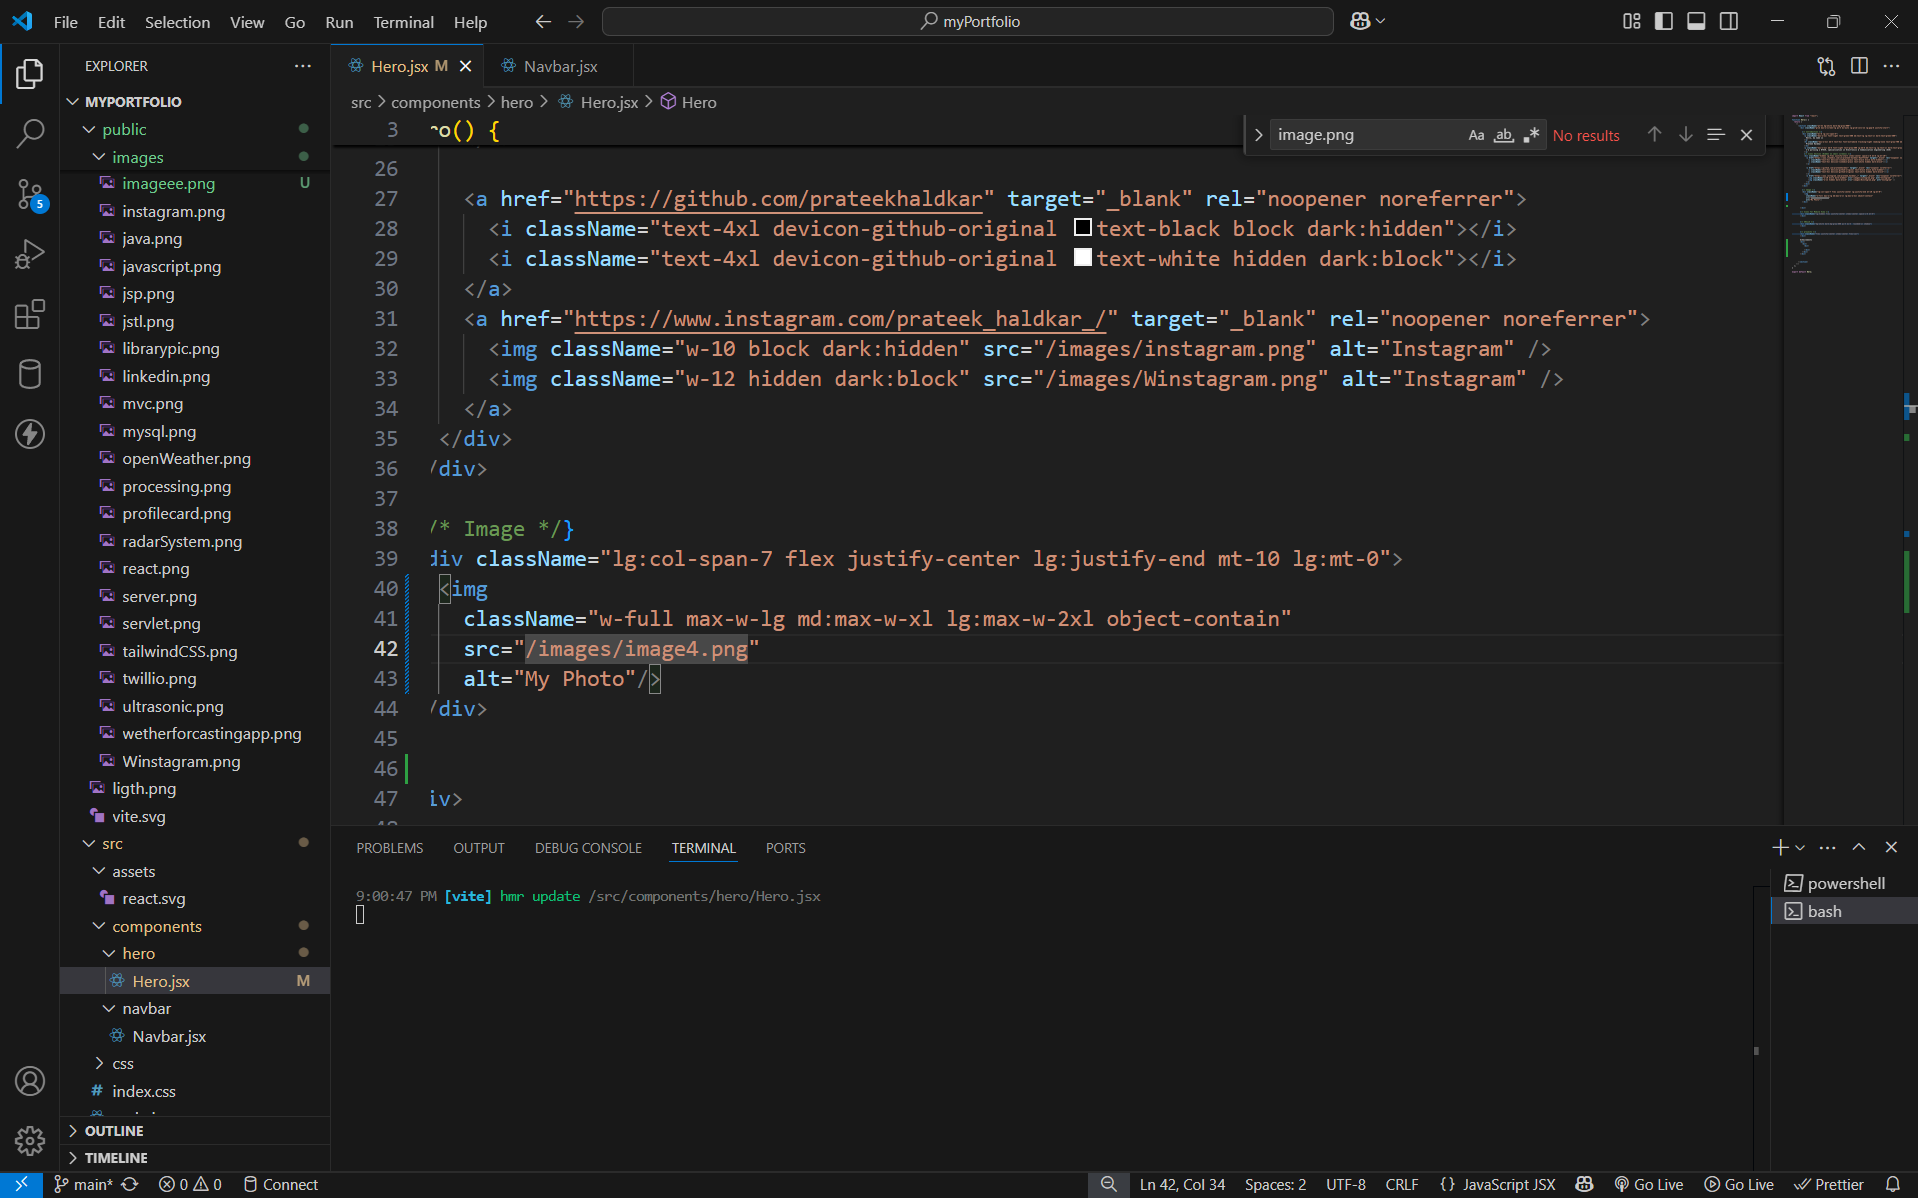 File Edit Selection View Go Run Terminal Help
myPortfolio
EXPLORER
MYPORTFOLIO
public
images
imageee.png U
instagram.png
java.png
javascript.png
jsp.png
jstl.png
librarypic.png
linkedin.png
mvc.png
mysql.png
openWeather.png
processing.png
profilecard.png
radarSystem.png
react.png
server.png
servlet.png
tailwindCSS.png
twillio.png
ultrasonic.png
wetherforcastingapp.png
Winstagram.png
ligth.png
vite.svg
src
assets
react.svg
components
hero
Hero.jsx M
navbar
Navbar.jsx
css
# index.css
OUTLINE
TIMELINE
5
Hero.jsx M
Navbar.jsx
src > components > hero > Hero.jsx > Hero
image.png Aa ab No results
3 ro() {
26
27 <a href="https://github.com/prateekhaldkar" target="_blank" rel="noopener noreferrer">
28 <i className="text-4xl devicon-github-original text-black block dark:hidden"></i>
29 <i className="text-4xl devicon-github-original text-white hidden dark:block"></i>
30 </a>
31 <a href="https://www.instagram.com/prateek_haldkar_/" target="_blank" rel="noopener noreferrer">
32 <img className="w-10 block dark:hidden" src="/images/instagram.png" alt="Instagram" />
33 <img className="w-12 hidden dark:block" src="/images/Winstagram.png" alt="Instagram" />
34 </a>
35 </div>
36 /div>
37
38 /* Image */}
39 div className="lg:col-span-7 flex justify-center lg:justify-end mt-10 lg:mt-0">
40 <img
41 className="w-full max-w-lg md:max-w-xl lg:max-w-2xl object-contain"
42 src="/images/image4.png"
43 alt="My Photo"/>
44 /div>
45
46
47 iv>
PROBLEMS OUTPUT DEBUG CONSOLE TERMINAL PORTS
9:00:47 PM [vite] hmr update /src/components/hero/Hero.jsx
powershell
bash
main* 0 0 Connect
Ln 42, Col 34 Spaces: 2 UTF-8 CRLF {} JavaScript JSX Go Live Go Live Prettier